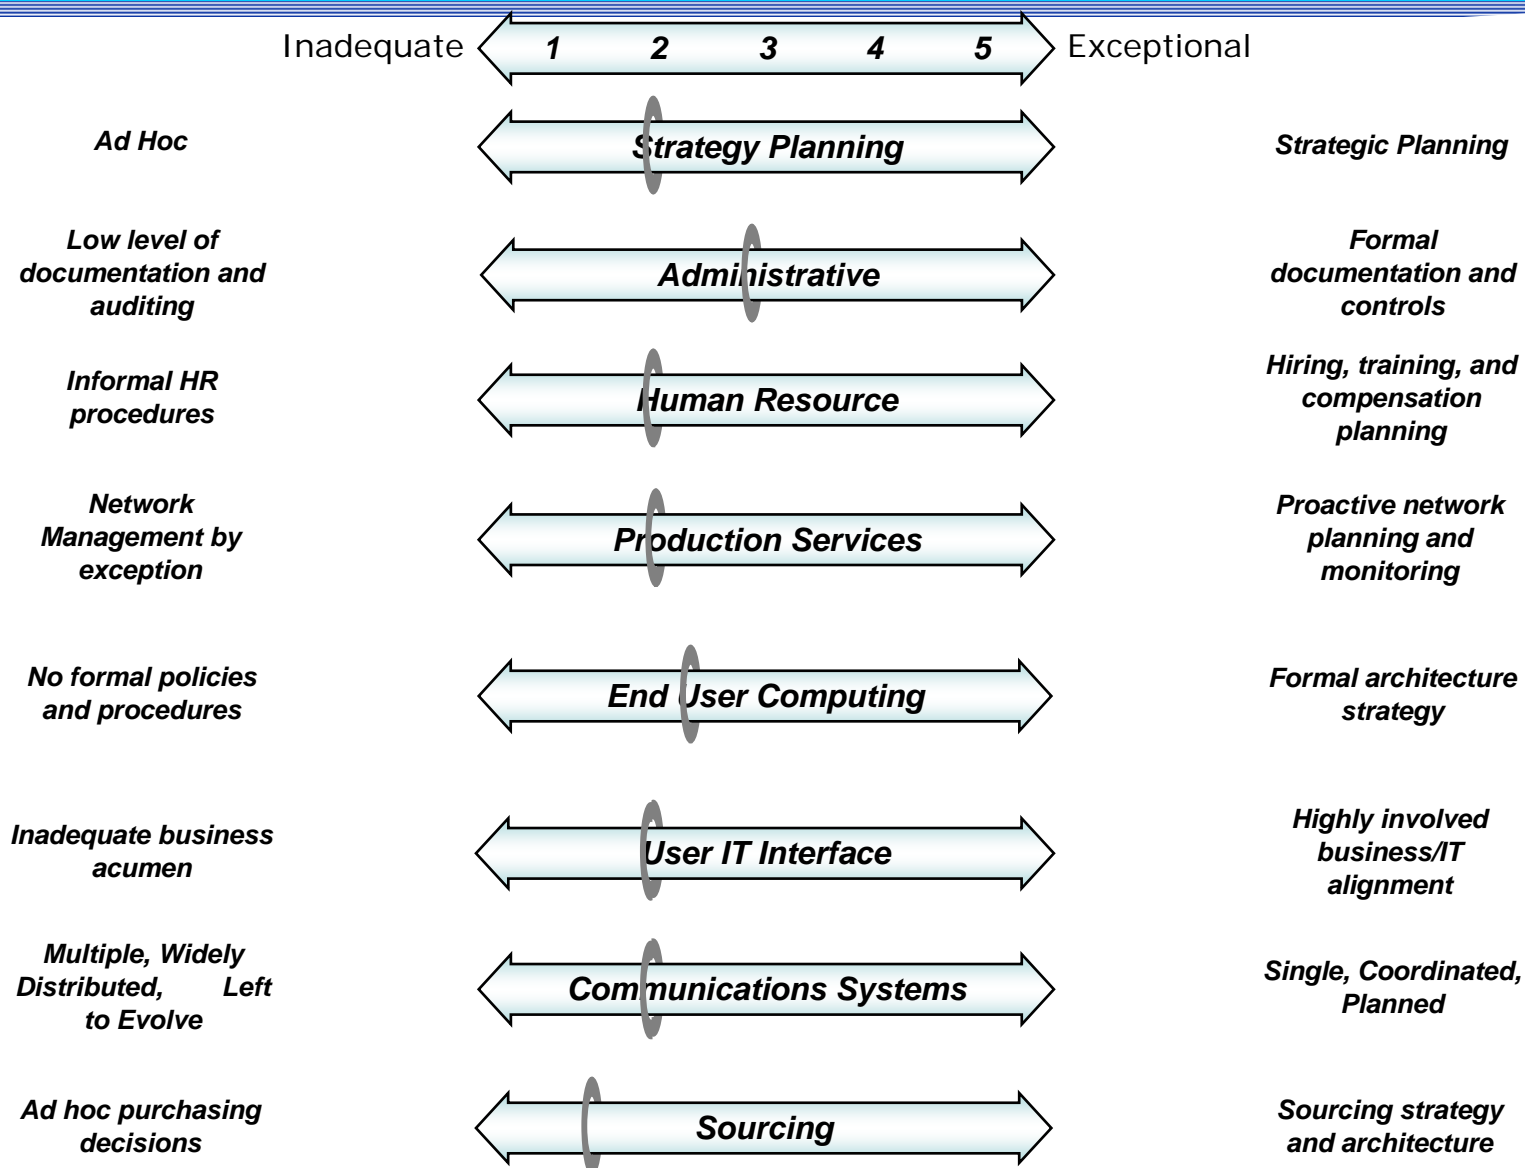 Inadequate 1 2 3 4 5 Exceptional
Ad Hoc
Strategy Planning
Strategic Planning
Low level of
documentation and
auditing
Administrative
Formal
documentation and
controls
Informal HR
procedures
Human Resource
Hiring, training, and
compensation
planning
Network
Management by
exception
Production Services
Proactive network
planning and
monitoring
No formal policies
and procedures
End User Computing
Formal architecture
strategy
Inadequate business
acumen
User IT Interface
Highly involved
business/IT
alignment
Multiple, Widely
Distributed, Left
to Evolve
Communications Systems
Single, Coordinated,
Planned
Ad hoc purchasing
decisions
Sourcing
Sourcing strategy
and architecture